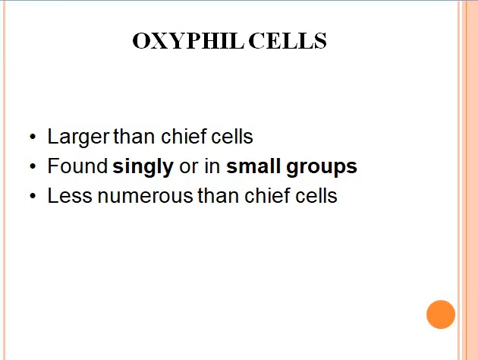 OXYPHIL CELLS
• Larger than chief cells
• Found singly or in small groups
• Less numerous than chief cells